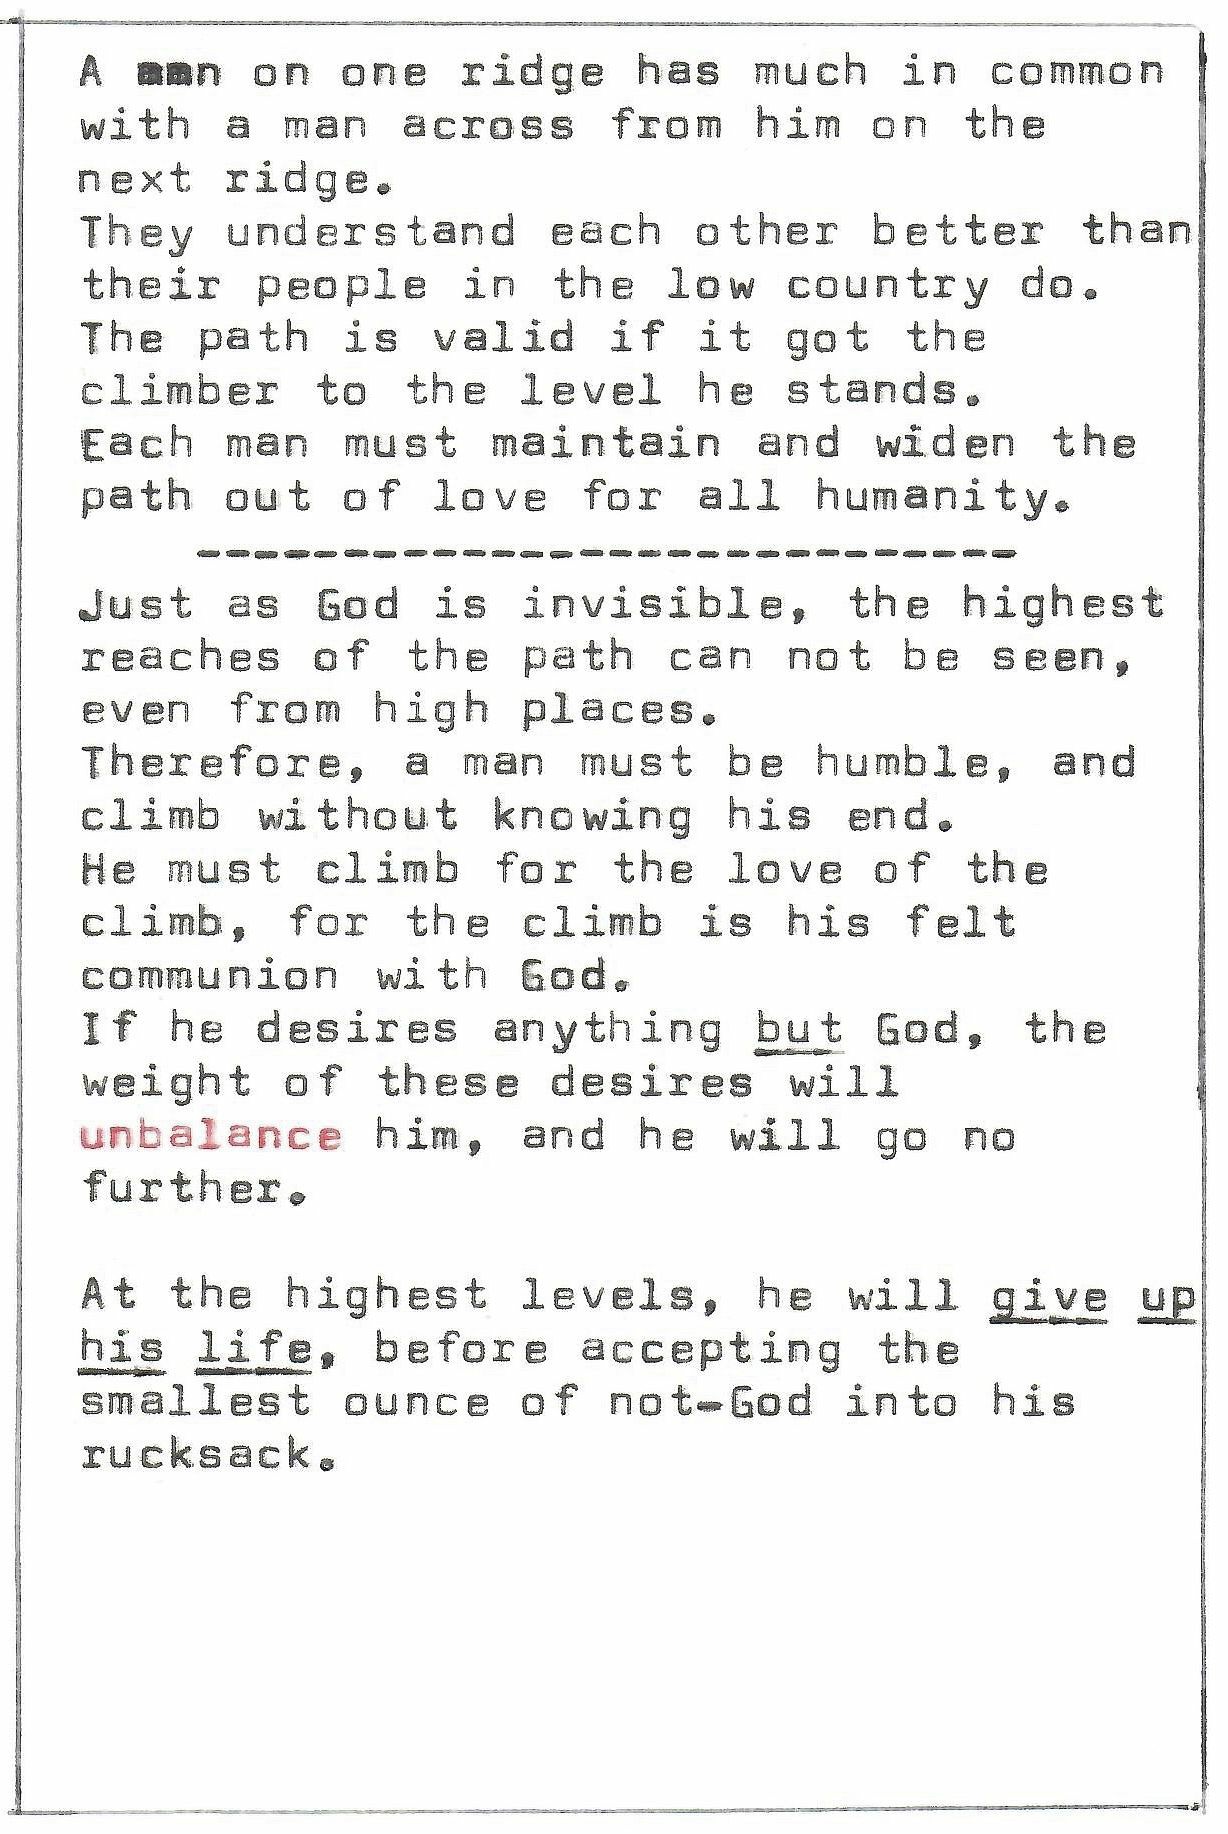 A man on one ridge has much in common
with a man across from him on the
next ridge.
They understand each other better than
their people in the low country do.
The path is valid if it got the
climber to the level he stands.
Each man must maintain and widen the
path out of love for all humanity.
----------------------------
Just as God is invisible, the highest
reaches of the path can not be seen,
even from high places.
Therefore, a man must be humble, and
climb without knowing his end.
He must climb for the love of the
climb, for the climb is his felt
communion with God.
If he desires anything but God, the
weight of these desires will
unbalance him, and he will go no
further.
At the highest levels, he will give up
his life, before accepting the
smallest ounce of not-God into his
rucksack.